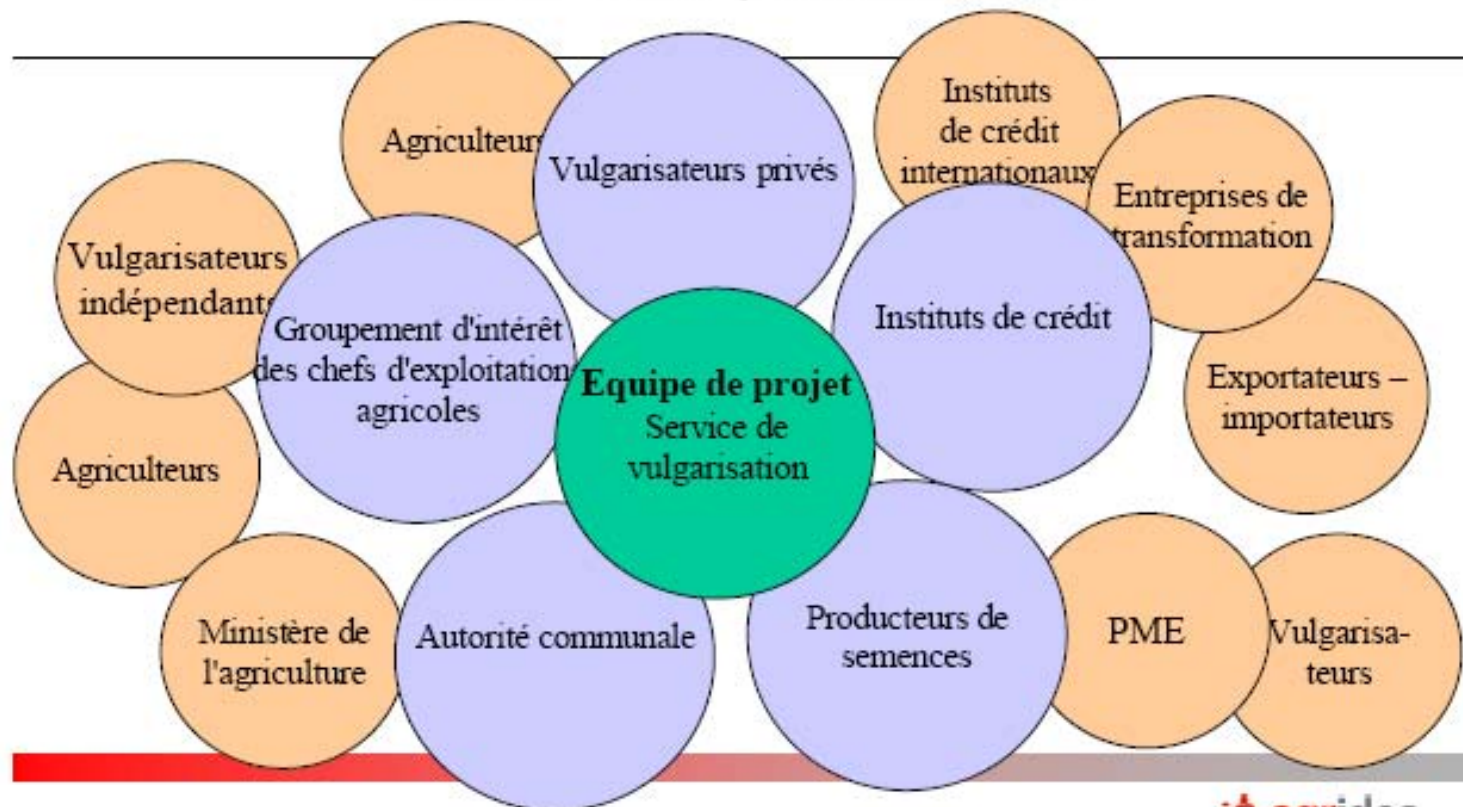 Agriculteurs
Vulgarisateurs privés
Instituts
de crédit
internationaux
Entreprises de
transformation
Vulgarisateurs
indépendants
Groupement d'intérêt
des chefs d'exploitation
agricoles
Instituts de crédit
Equipe de projet
Service de
vulgarisation
Exportateurs –
importateurs
Agriculteurs
Ministère de
l'agriculture
Autorité communale
Producteurs de
semences
PME
Vulgarisa-
teurs